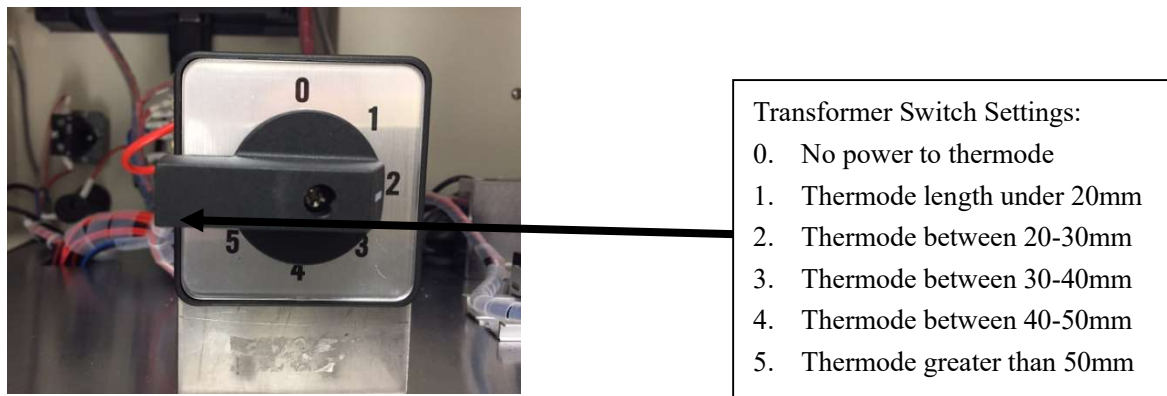 0
1
2
3
4
5
Transformer Switch Settings:
0. No power to thermode
1. Thermode length under 20mm
2. Thermode between 20-30mm
3. Thermode between 30-40mm
4. Thermode between 40-50mm
5. Thermode greater than 50mm